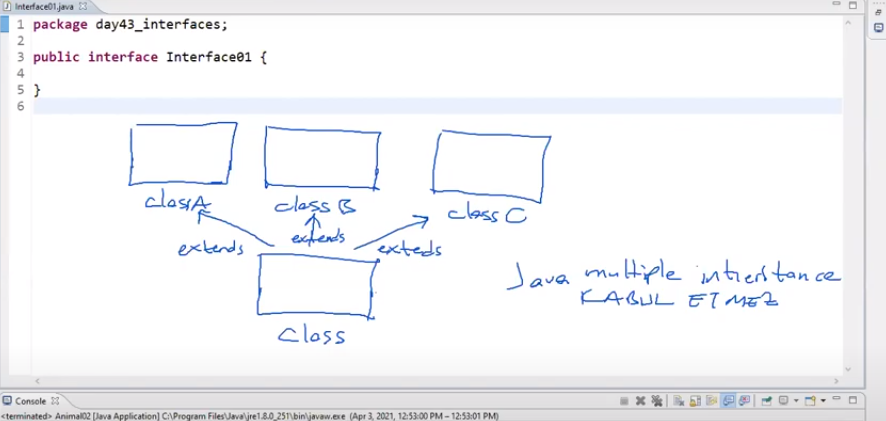 Interface01.java
1 package day43_interfaces;
2
3 public interface Interface01 {
4
5 }
6
classA
class B
class C
extends
extends
exteds
Java multiple intieristance
KABUL ETMEZ
Class
Console
<terminated> Animal02 [Java Application] C:\Program Files\Java\jre1.8.0_251\bin\javaw.exe (Apr 3, 2021, 12:53:00 PM – 12:53:01 PM)